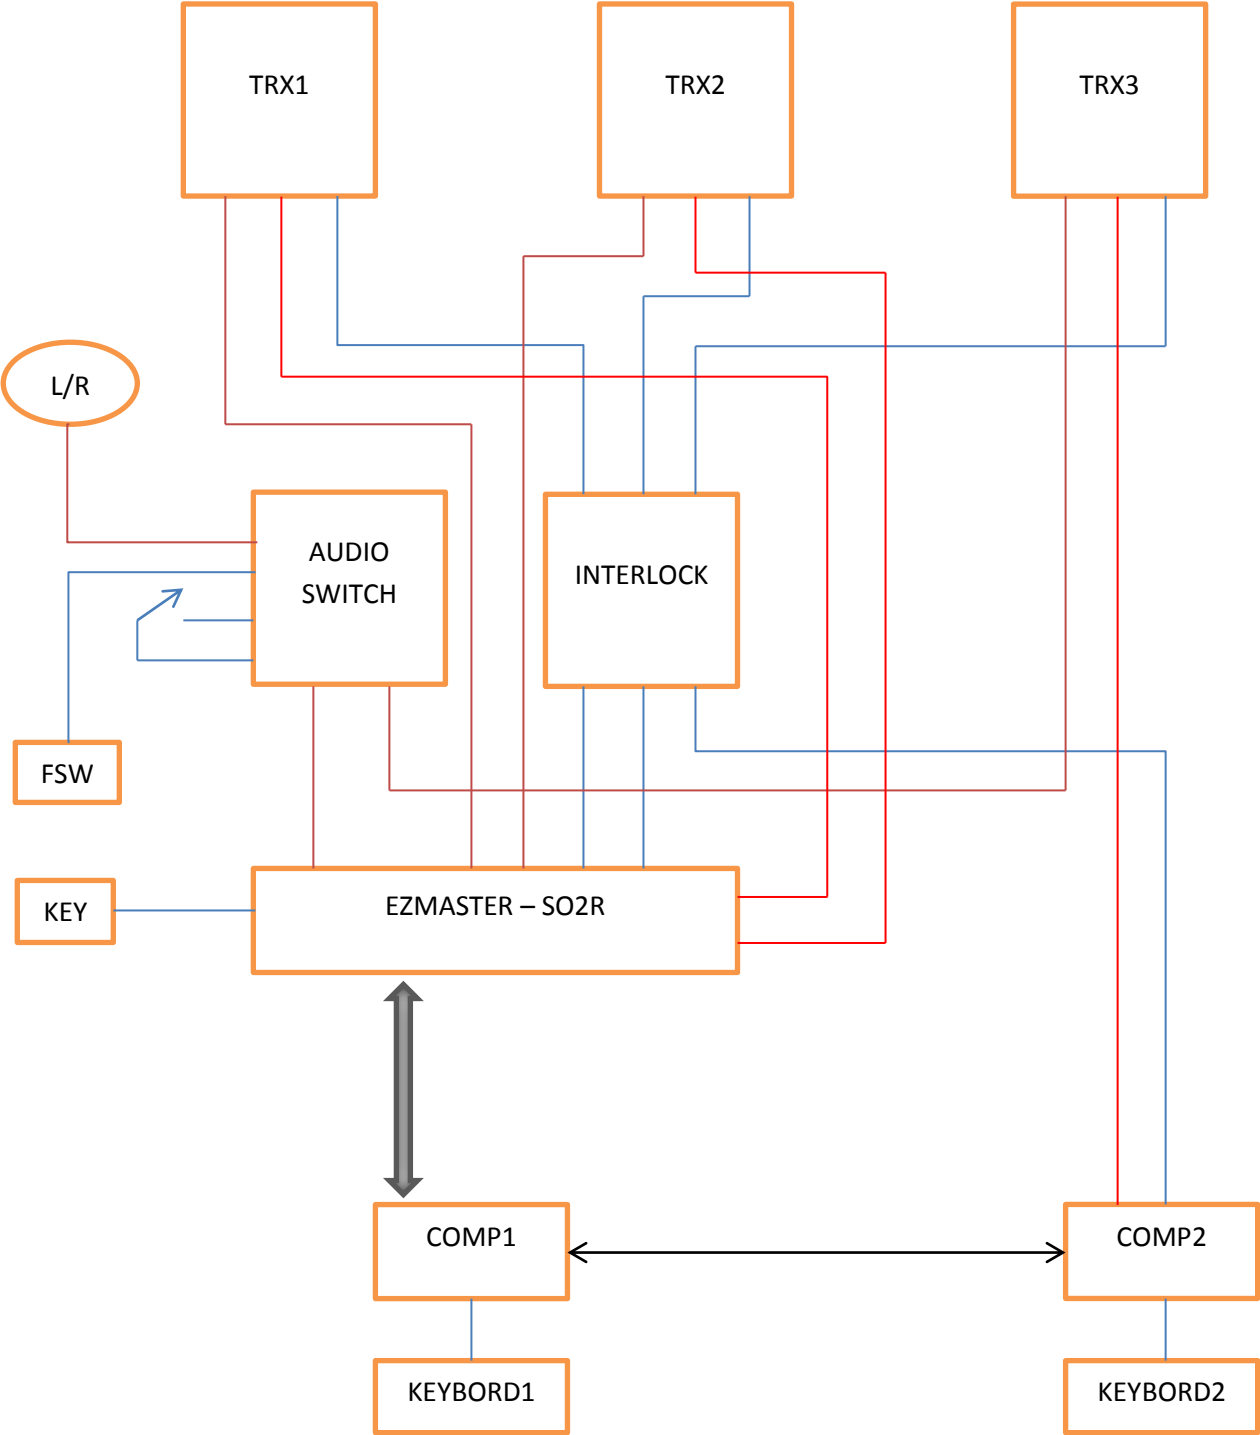 TRX1
TRX2
TRX3
L/R
AUDIO
SWITCH
INTERLOCK
FSW
KEY
EZMASTER – SO2R
COMP1
COMP2
KEYBORD1
KEYBORD2